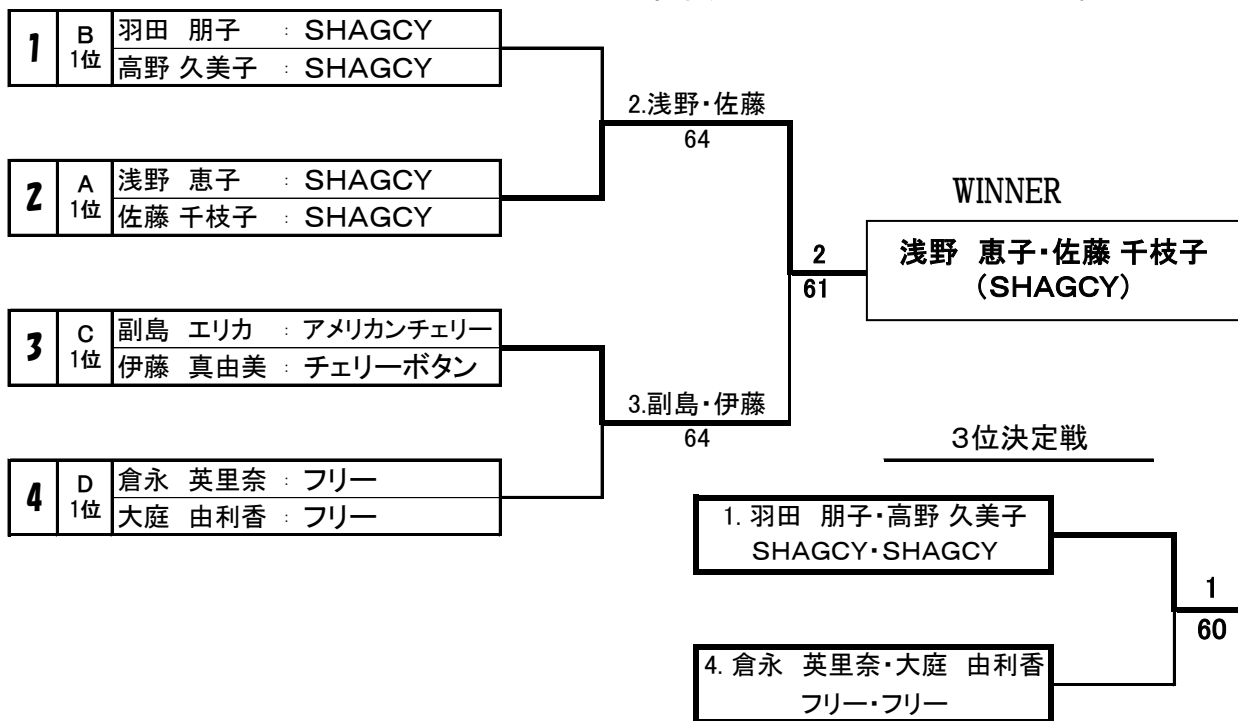 1 B 1位 羽田 朋子 : SHAGCY
高野 久美子 : SHAGCY
2.浅野・佐藤
64
2 A 1位 浅野 恵子 : SHAGCY
佐藤 千枝子 : SHAGCY
WINNER
2
61
浅野 恵子・佐藤 千枝子
(SHAGCY)
3 C 1位 副島 エリカ : アメリカンチェリー
伊藤 真由美 : チェリーボタン
3.副島・伊藤
64
4 D 1位 倉永 英里奈 : フリー
大庭 由利香 : フリー
3位決定戦
1. 羽田 朋子・高野 久美子
SHAGCY・SHAGCY
1
60
4. 倉永 英里奈・大庭 由利香
フリー・フリー